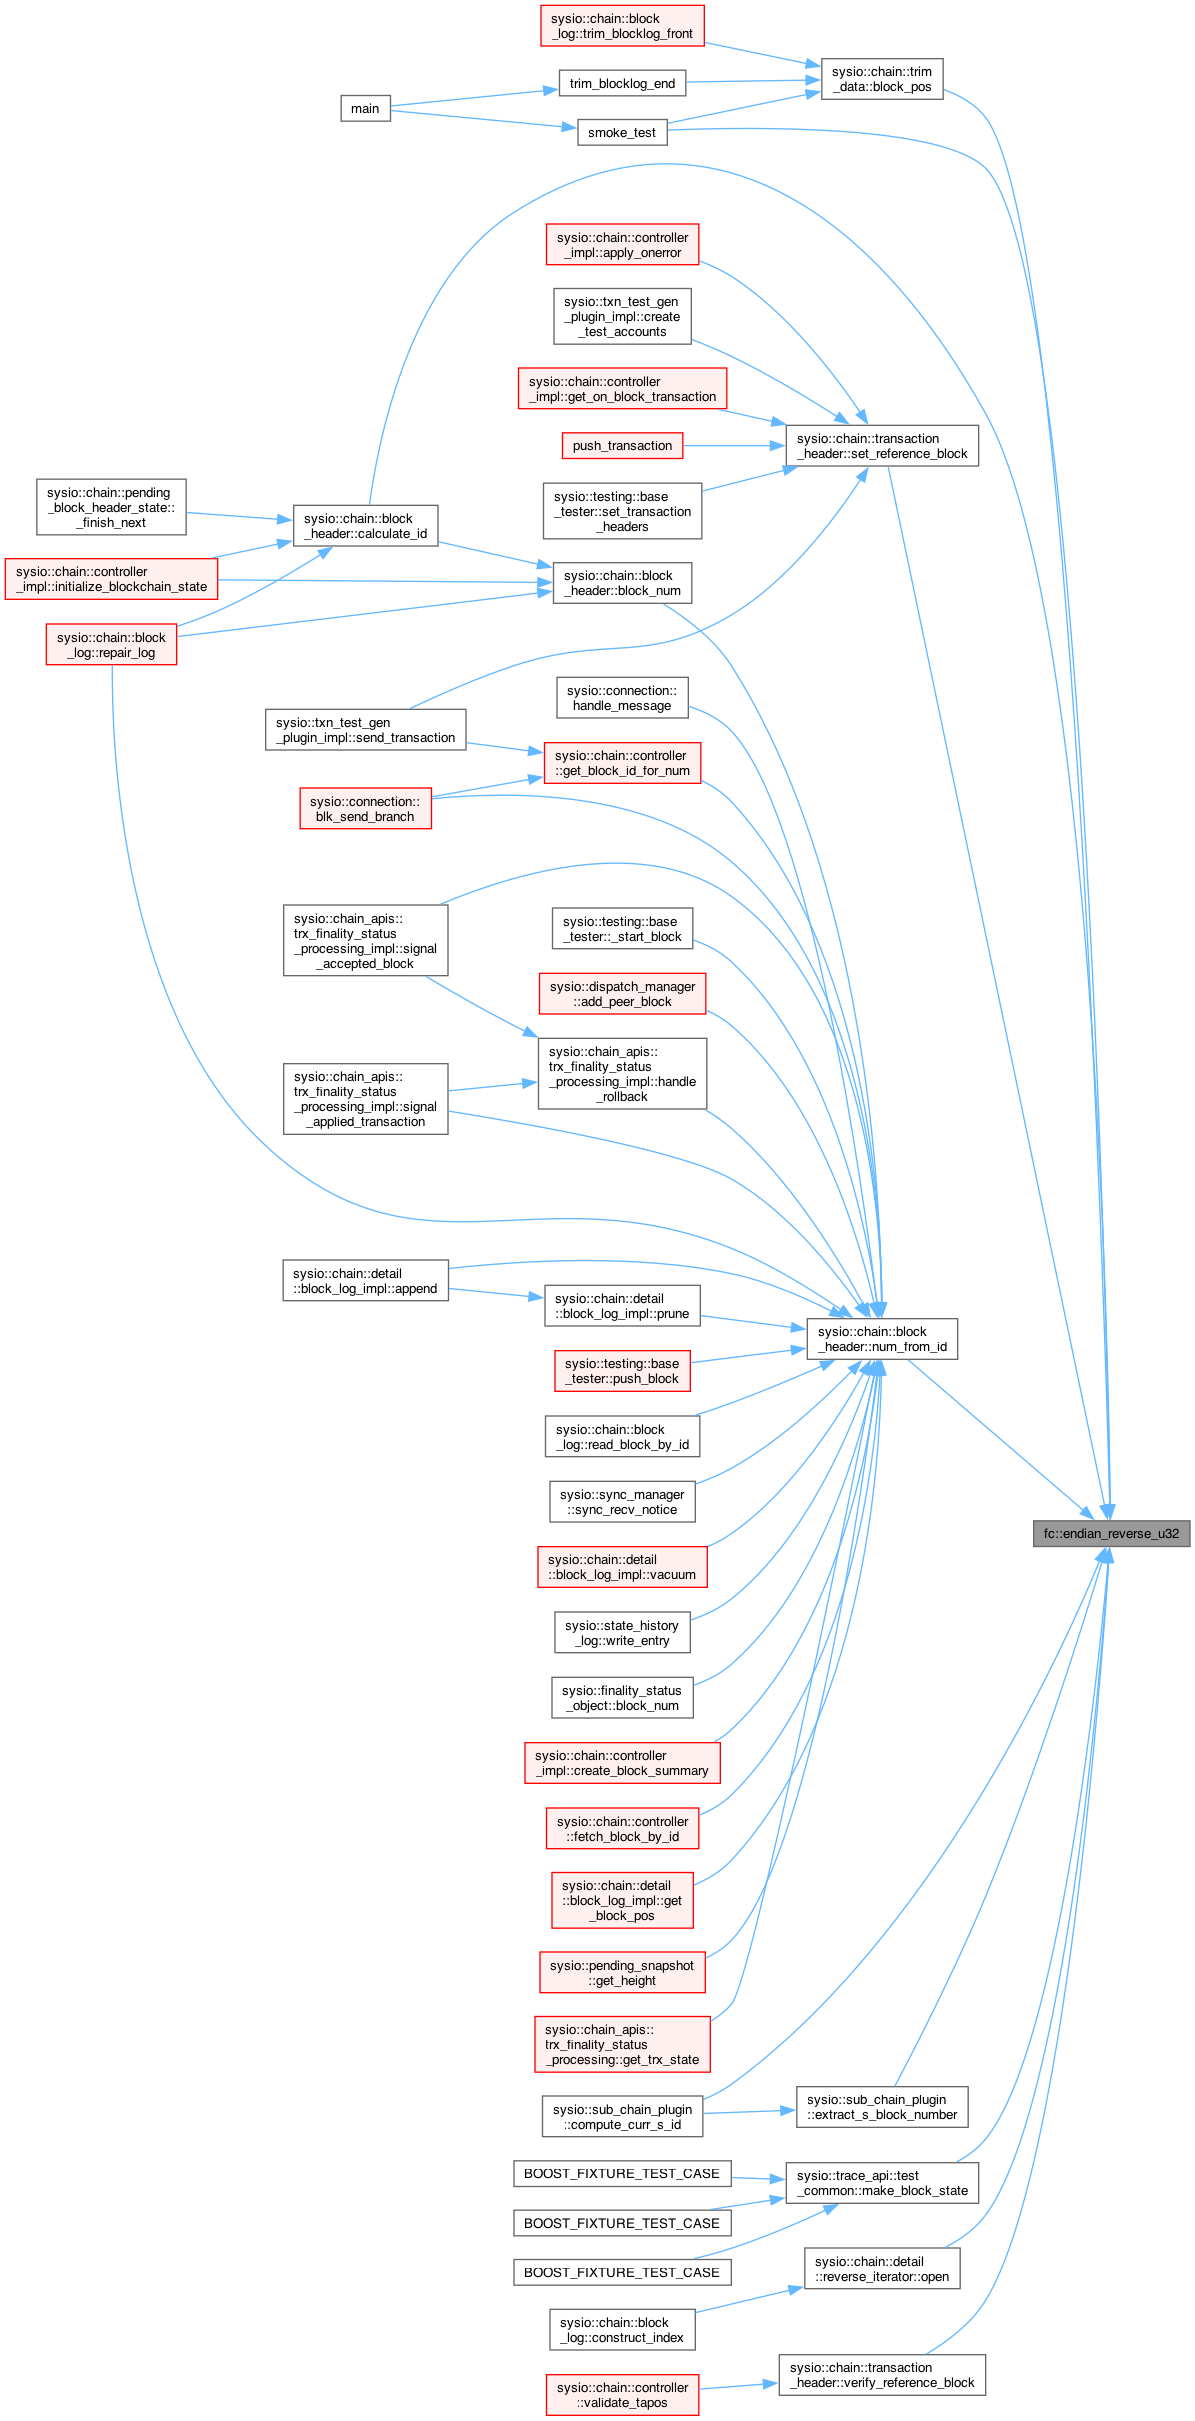 sysio::chain::block
_log::trim_blocklog_front
sysio::chain::trim
_data::block_pos
trim_blocklog_end
main
smoke_test
sysio::chain::controller
_impl::apply_onerror
sysio::txn_test_gen
_plugin_impl::create
_test_accounts
sysio::chain::controller
_impl::get_on_block_transaction
sysio::chain::transaction
_header::set_reference_block
push_transaction
sysio::testing::base
_tester::set_transaction
_headers
sysio::chain::pending
_block_header_state::
_finish_next
sysio::chain::block
_header::calculate_id
sysio::chain::controller
_impl::initialize_blockchain_state
sysio::chain::block
_header::block_num
sysio::chain::block
_log::repair_log
sysio::connection::
handle_message
sysio::txn_test_gen
_plugin_impl::send_transaction
sysio::chain::controller
::get_block_id_for_num
sysio::connection::
blk_send_branch
sysio::chain_apis::
trx_finality_status
_processing_impl::signal
_accepted_block
sysio::testing::base
_tester::_start_block
sysio::dispatch_manager
::add_peer_block
sysio::chain_apis::
trx_finality_status
_processing_impl::handle
_rollback
sysio::chain_apis::
trx_finality_status
_processing_impl::signal
_applied_transaction
sysio::chain::detail
::block_log_impl::append
sysio::chain::detail
::block_log_impl::prune
sysio::chain::block
_header::num_from_id
sysio::testing::base
_tester::push_block
sysio::chain::block
_log::read_block_by_id
sysio::sync_manager
::sync_recv_notice
fc::endian_reverse_u32
sysio::chain::detail
::block_log_impl::vacuum
sysio::state_history
_log::write_entry
sysio::finality_status
_object::block_num
sysio::chain::controller
_impl::create_block_summary
sysio::chain::controller
::fetch_block_by_id
sysio::chain::detail
::block_log_impl::get
_block_pos
sysio::pending_snapshot
::get_height
sysio::chain_apis::
trx_finality_status
_processing::get_trx_state
sysio::sub_chain_plugin
::compute_curr_s_id
sysio::sub_chain_plugin
::extract_s_block_number
BOOST_FIXTURE_TEST_CASE
sysio::trace_api::test
_common::make_block_state
BOOST_FIXTURE_TEST_CASE
BOOST_FIXTURE_TEST_CASE
sysio::chain::detail
::reverse_iterator::open
sysio::chain::block
_log::construct_index
sysio::chain::transaction
_header::verify_reference_block
sysio::chain::controller
::validate_tapos